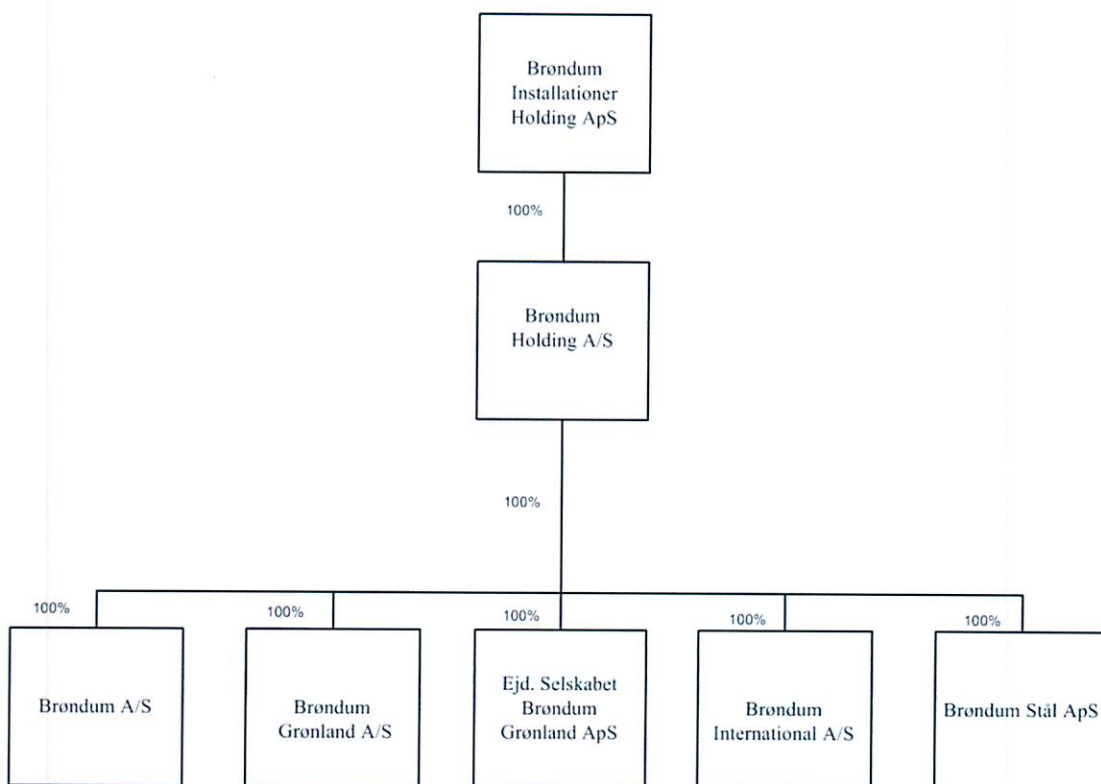 Brøndum
Installationer
Holding ApS
100%
Brøndum
Holding A/S
100%
100%
100%
100%
100%
100%
Brøndum A/S
Brøndum
Grønland A/S
Ejd. Selskabet
Brøndum
Grønland ApS
Brøndum
International A/S
Brøndum Stål ApS